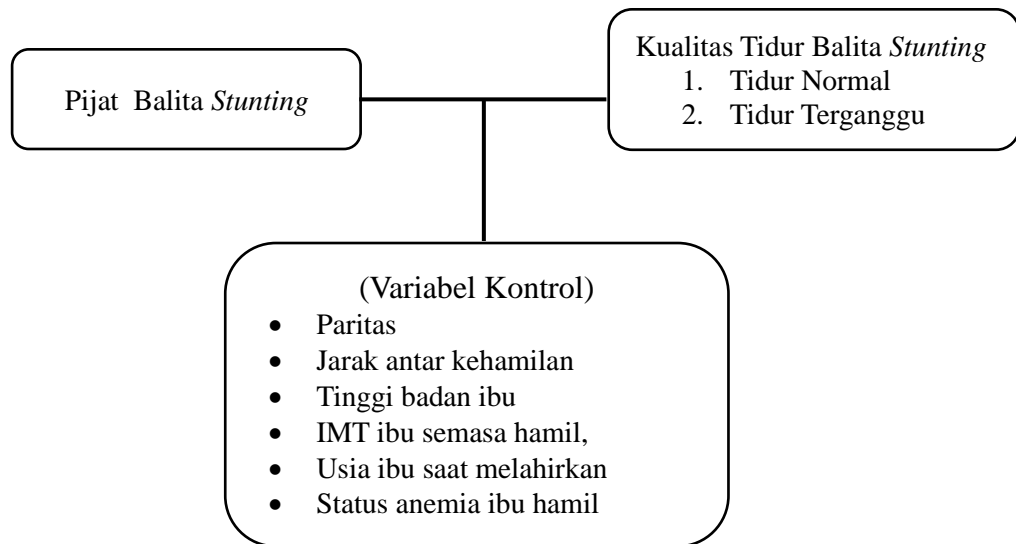 Pijat Balita Stunting
Kualitas Tidur Balita Stunting
1. Tidur Normal
2. Tidur Terganggu
(Variabel Kontrol)
• Paritas
• Jarak antar kehamilan
• Tinggi badan ibu
• IMT ibu semasa hamil,
• Usia ibu saat melahirkan
• Status anemia ibu hamil